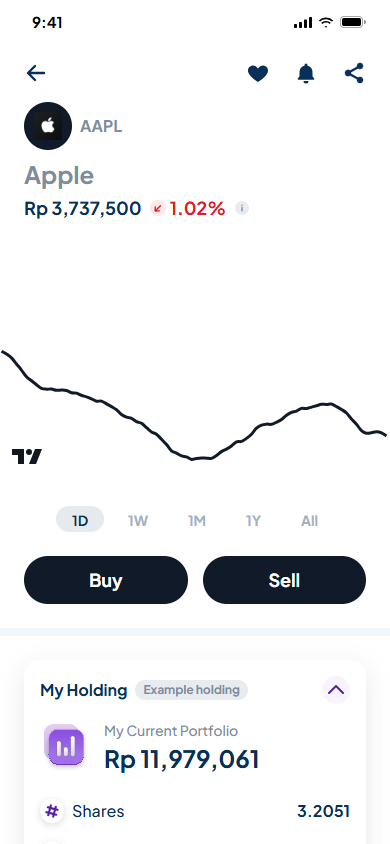 9:41
AAPL
Apple
Rp 3,737,500 1.02% i
1D 1W 1M 1Y All
Buy Sell
My Holding Example holding
My Current Portfolio
Rp 11,979,061
# Shares 3.2051